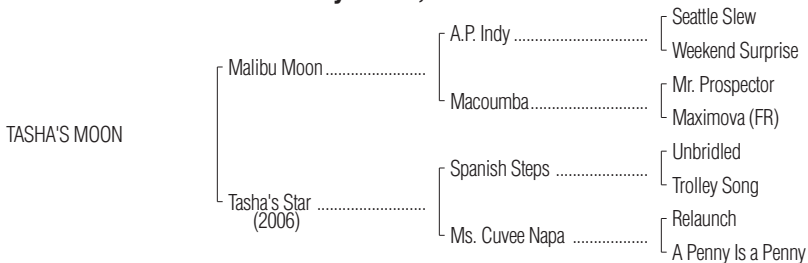 Seattle Slew
A.P. Indy
Weekend Surprise
Malibu Moon
Mr. Prospector
Macoumba
Maximova (FR)
TASHA'S MOON
Unbridled
Spanish Steps
Trolley Song
Tasha's Star
(2006)
Relaunch
Ms. Cuvee Napa
A Penny Is a Penny